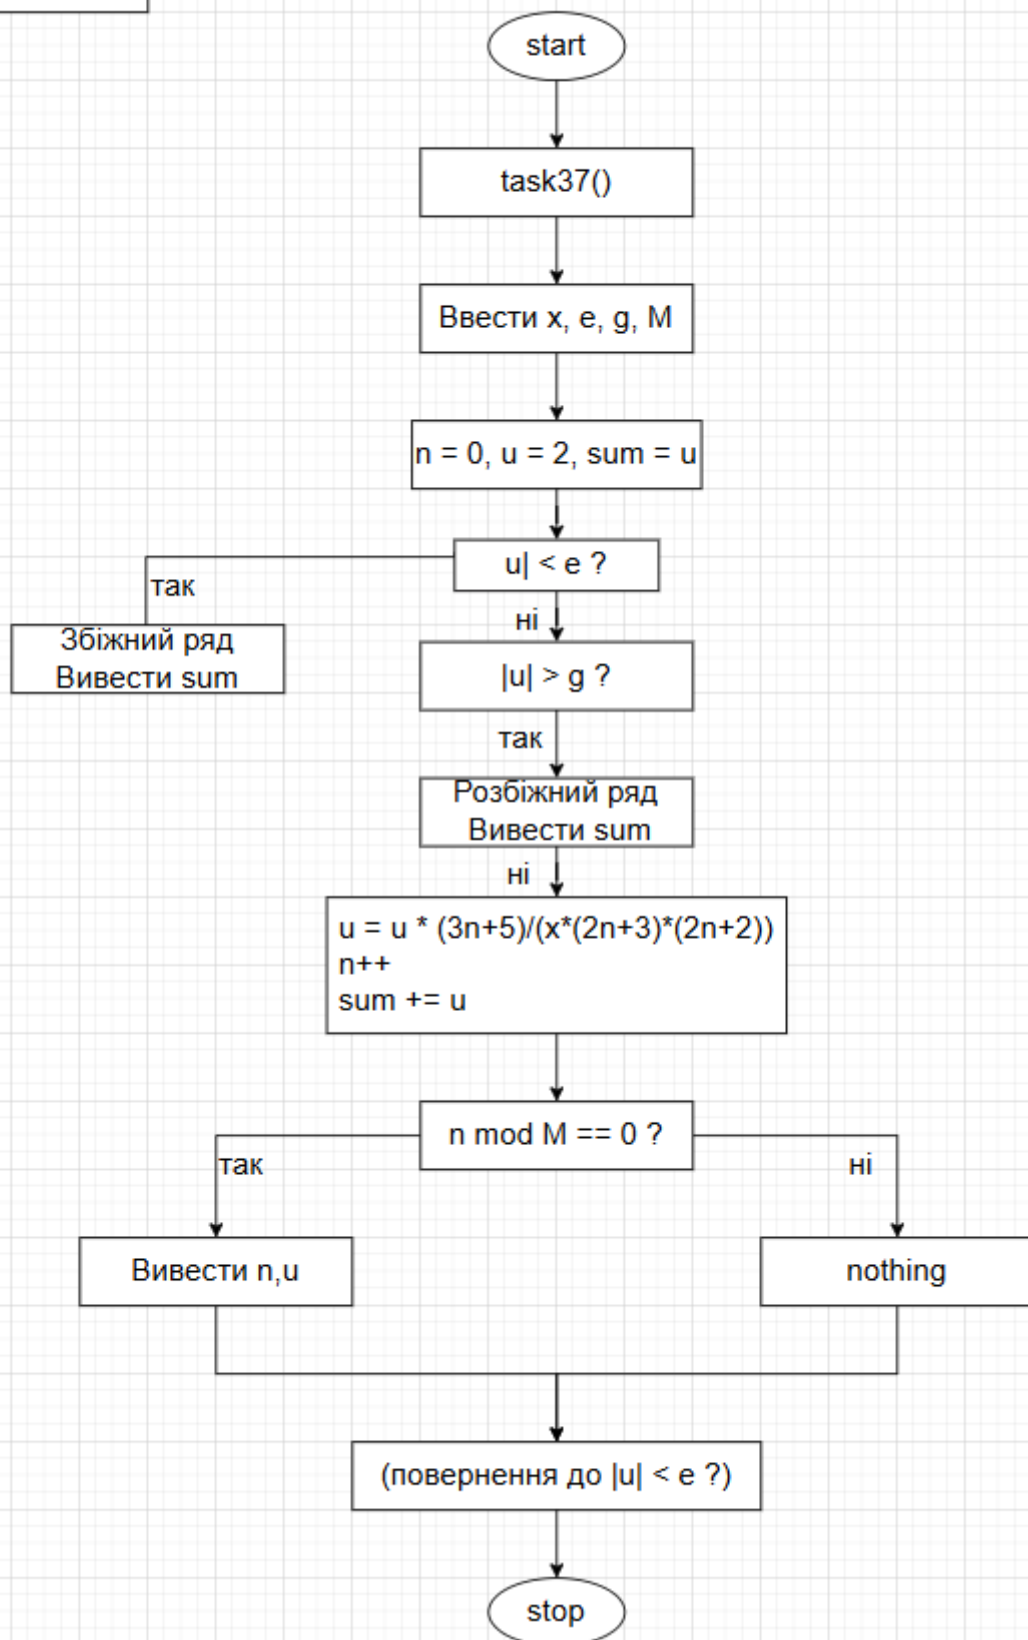 start
task37()
Ввести x, e, g, M
n = 0, u = 2, sum = u
u| < e ?
так
ні
Збіжний ряд
Вивести sum
|u| > g ?
так
Розбіжний ряд
Вивести sum
ні
u = u * (3n+5)/(x*(2n+3)*(2n+2))
n++
sum += u
n mod M == 0 ?
так
ні
Вивести n,u
nothing
(повернення до |u| < e ?)
stop